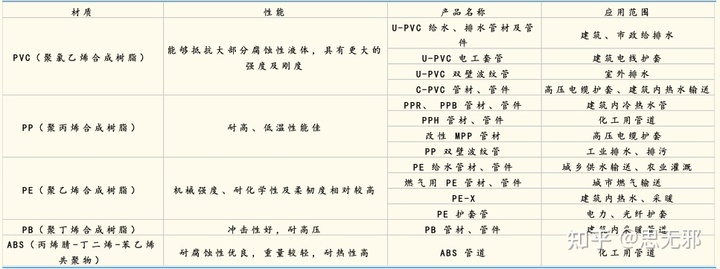 材质 性能 产品名称 应用范围
PVC（聚氯乙烯合成树脂） 能够抵抗大部分腐蚀性液体，具有更大的
强度及刚度
U-PVC 给水、排水管材及管
件 建筑、市政给排水
U-PVC 电工套管 建筑电线护套
U-PVC 双壁波纹管 室外排水
C-PVC 管材、管件 高压电缆护套、建筑内热水输送
PP（聚丙烯合成树脂） 耐高、低温性能佳
PPR、 PPB 管材、管件 建筑内冷热水管
PPH 管材、管件 化工用管道
改性 MPP 管材 高压电缆护套
PP 双壁波纹管 工业排水、排污
PE（聚乙烯合成树脂） 机械强度、耐化学性及柔韧度相对较高
PE 给水管材、管件 城乡供水输送、农业灌溉
燃气用 PE 管材、管件 城市燃气输送
PE-X 建筑内热水、采暖
PE 护套管 电力、光纤护套
PB（聚丁烯合成树脂） 冲击性好，耐高压 PB 管材、管件 建筑内采暖管道
ABS（丙烯腈-丁二烯-苯乙烯
共聚物） 耐腐蚀性优良，重量较轻，耐热性高 ABS 管道 化工用管道
知乎 @思无邪